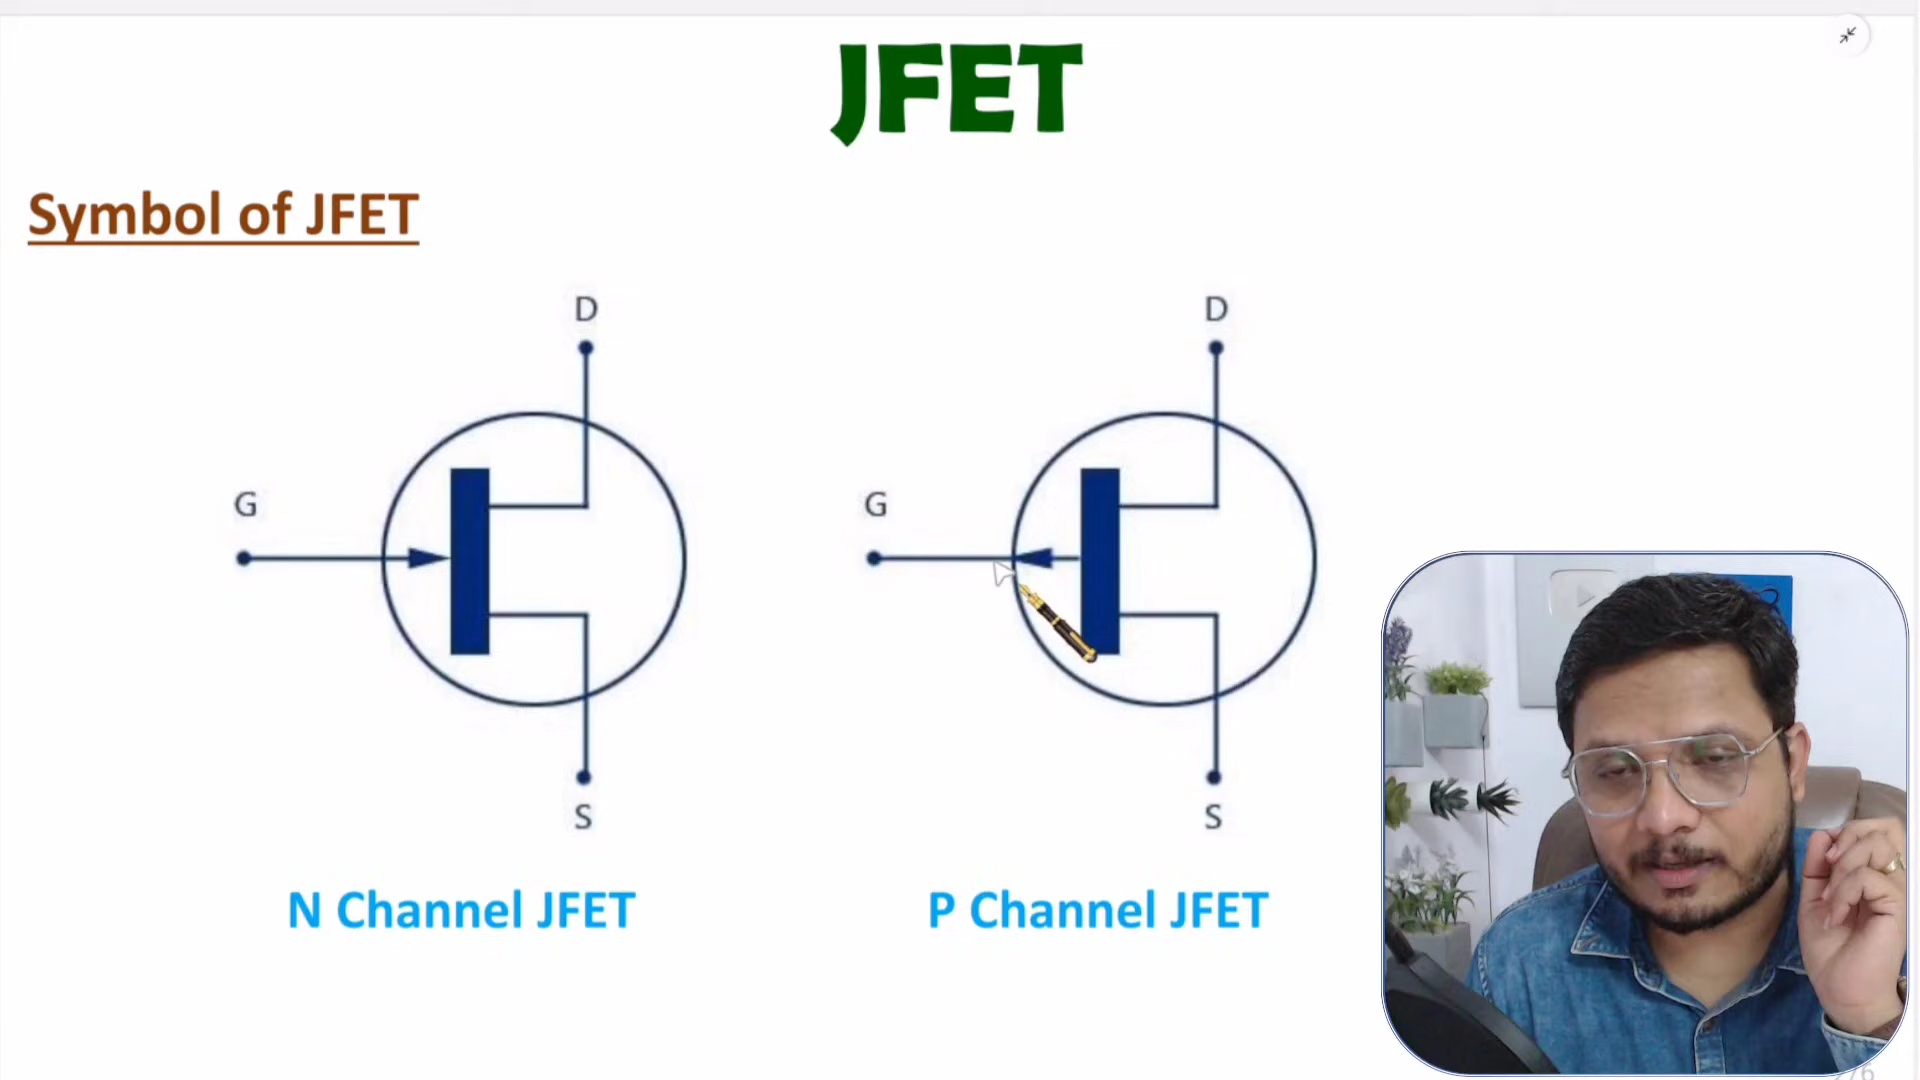 JFET
Symbol of JFET
D
D
G
G
S
S
N Channel JFET
P Channel JFET